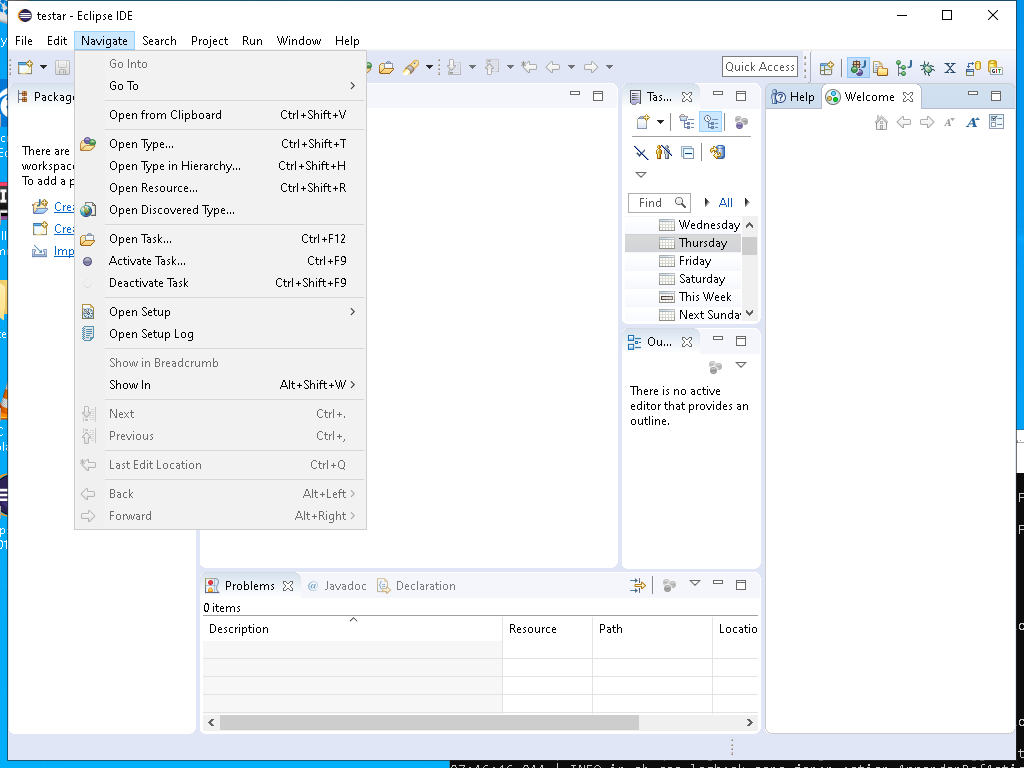 testar - Eclipse IDE
File Edit Navigate Search Project Run Window Help
Quick Access
Go Into
Go To
Open from Clipboard Ctrl+Shift+V
Open Type... Ctrl+Shift+T
Open Type in Hierarchy... Ctrl+Shift+H
Open Resource... Ctrl+Shift+R
Open Discovered Type...
Open Task... Ctrl+F12
Activate Task... Ctrl+F9
Deactivate Task Ctrl+Shift+F9
Open Setup
Open Setup Log
Show in Breadcrumb
Show In Alt+Shift+W
Next Ctrl+.
Previous Ctrl+,
Last Edit Location Ctrl+Q
Back Alt+Left
Forward Alt+Right
Packag
There are
workspac
To add a p
Crea
Crea
Imp
Tas...
Find All
Wednesday
Thursday
Friday
Saturday
This Week
Next Sunda
Ou...
There is no active
editor that provides an
outline.
Help Welcome
Problems Javadoc Declaration
0 items
Description Resource Path Locatio